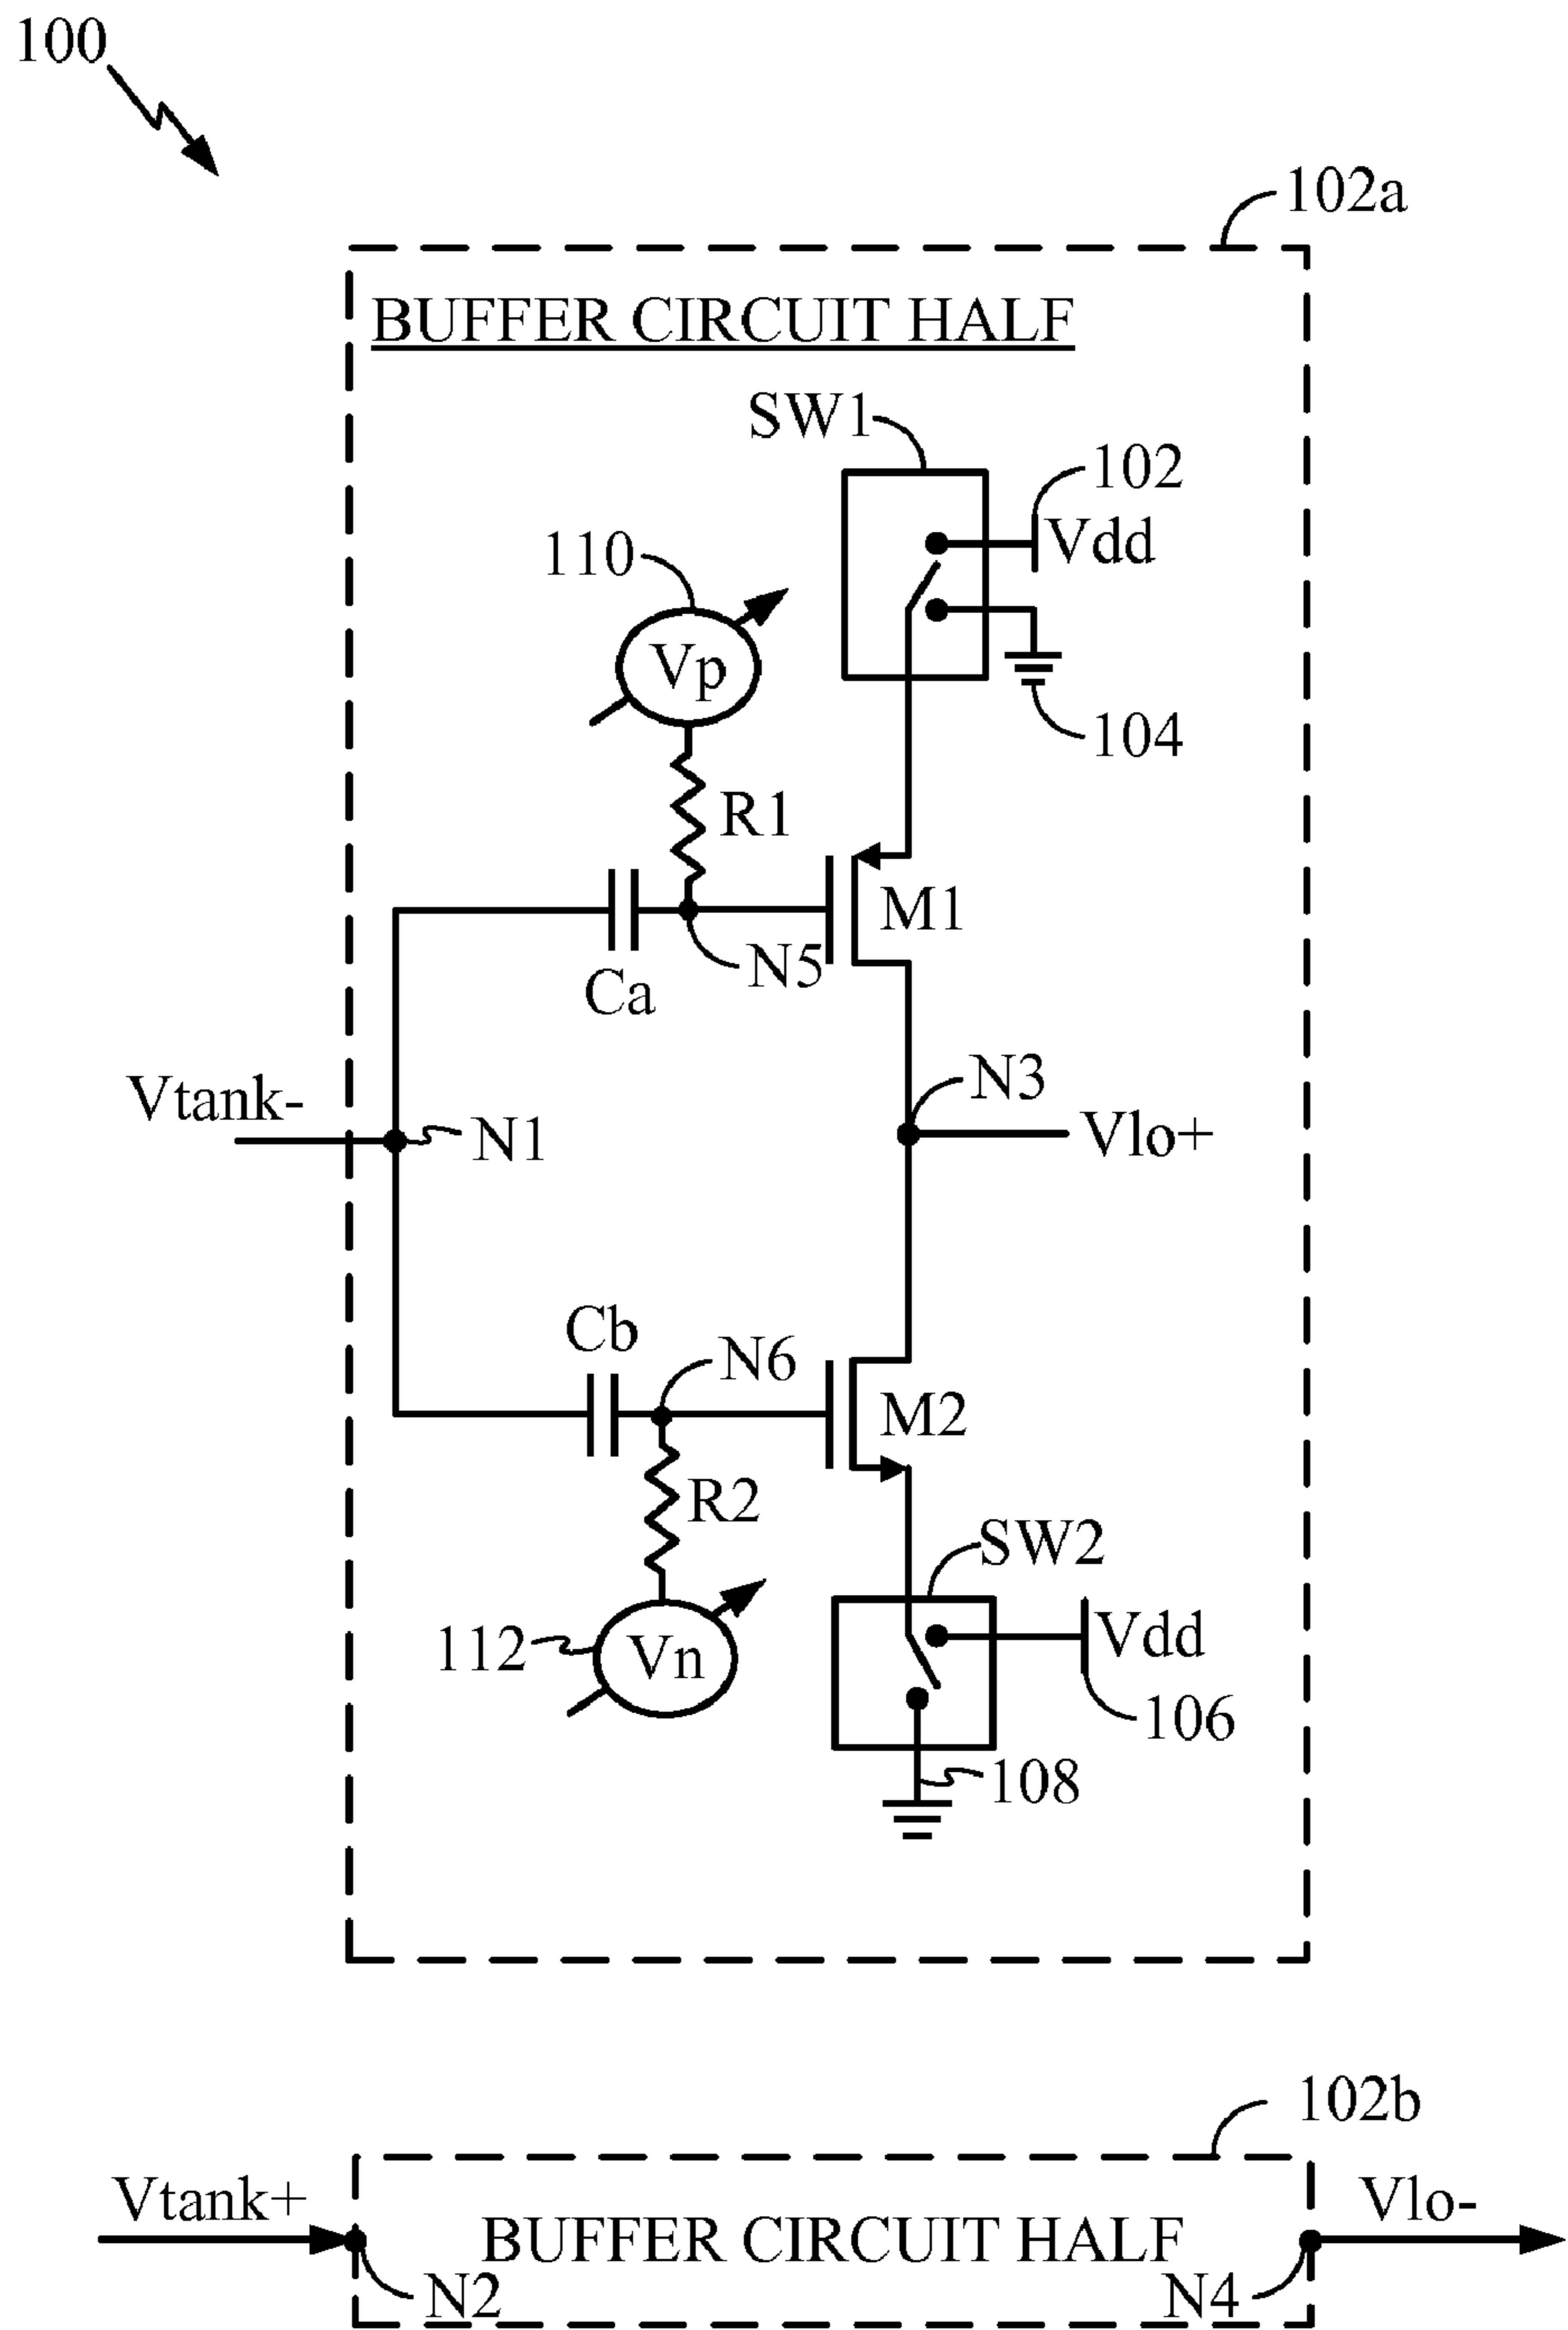 100
102a
BUFFER CIRCUIT HALF
SW1
102
Vdd
110
Vp
104
R1
M1
N5
Ca
N3
Vtank-
N1
Vlo+
Cb
N6
M2
R2
SW2
112
Vn
Vdd
106
108
102b
Vtank+
Vlo-
BUFFER CIRCUIT HALF
N2
N4